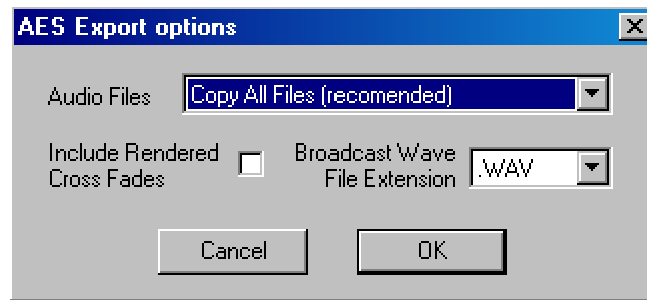 AES Export options
Audio Files
Copy All Files (recomended)
Include Rendered
Cross Fades
Broadcast Wave
File Extension
.WAV
Cancel
OK